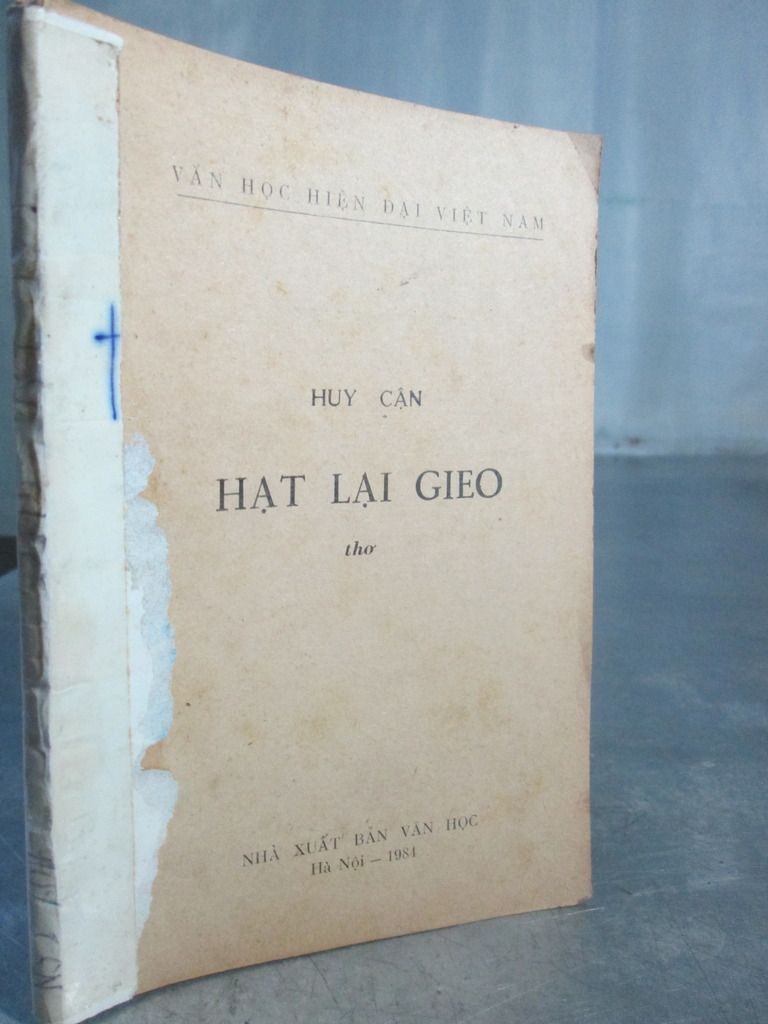 VĂN HỌC HIỆN ĐẠI VIỆT NAM
HUY CẬN
HẠT LẠI GIEO
thơ
NHÀ XUẤT BẢN VĂN HỌC
Hà Nội — 1984